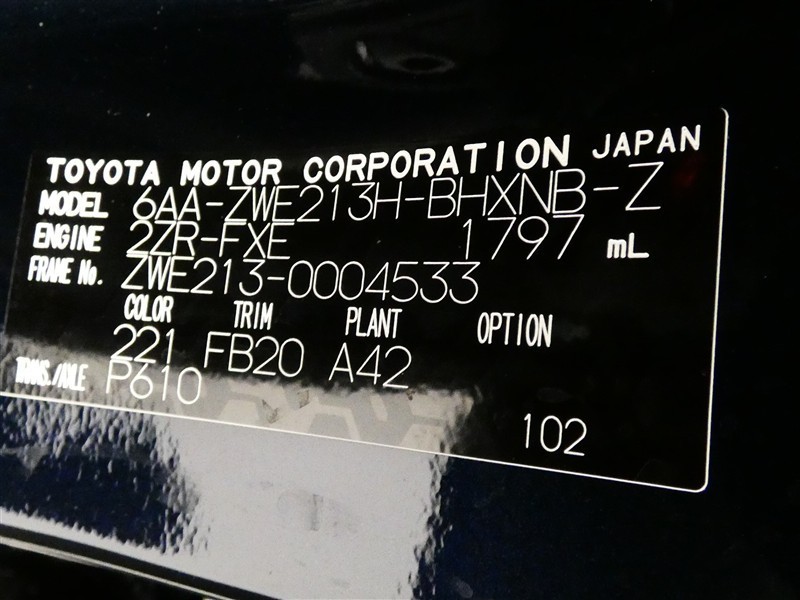 TOYOTA MOTOR CORPORATION JAPAN
MODEL 6AA-ZWE213H-BHXNB-Z
ENGINE 2ZR-FXE 1797 mL
FRAME No. ZWE213-0004533
COLOR TRIM PLANT OPTION
221 FB20 A42
TRANS./AXLE P610
102